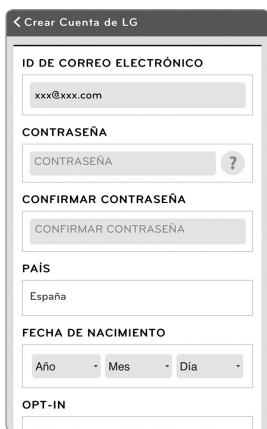 Crear Cuenta de LG
ID DE CORREO ELECTRÓNICO
xxx@xxx.com
CONTRASEÑA
CONTRASEÑA ?
CONFIRMAR CONTRASEÑA
CONFIRMAR CONTRASEÑA
PAÍS
España
FECHA DE NACIMIENTO
Año Mes Día
OPT-IN